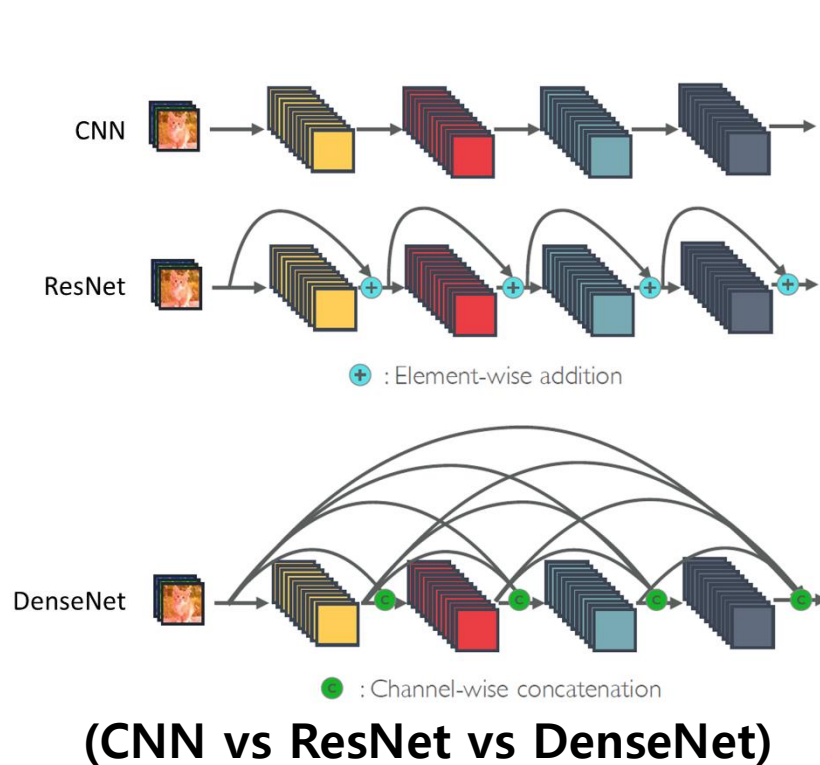 CNN
ResNet
+ + + +
+ : Element-wise addition
DenseNet
C C C C
C : Channel-wise concatenation
(CNN vs ResNet vs DenseNet)